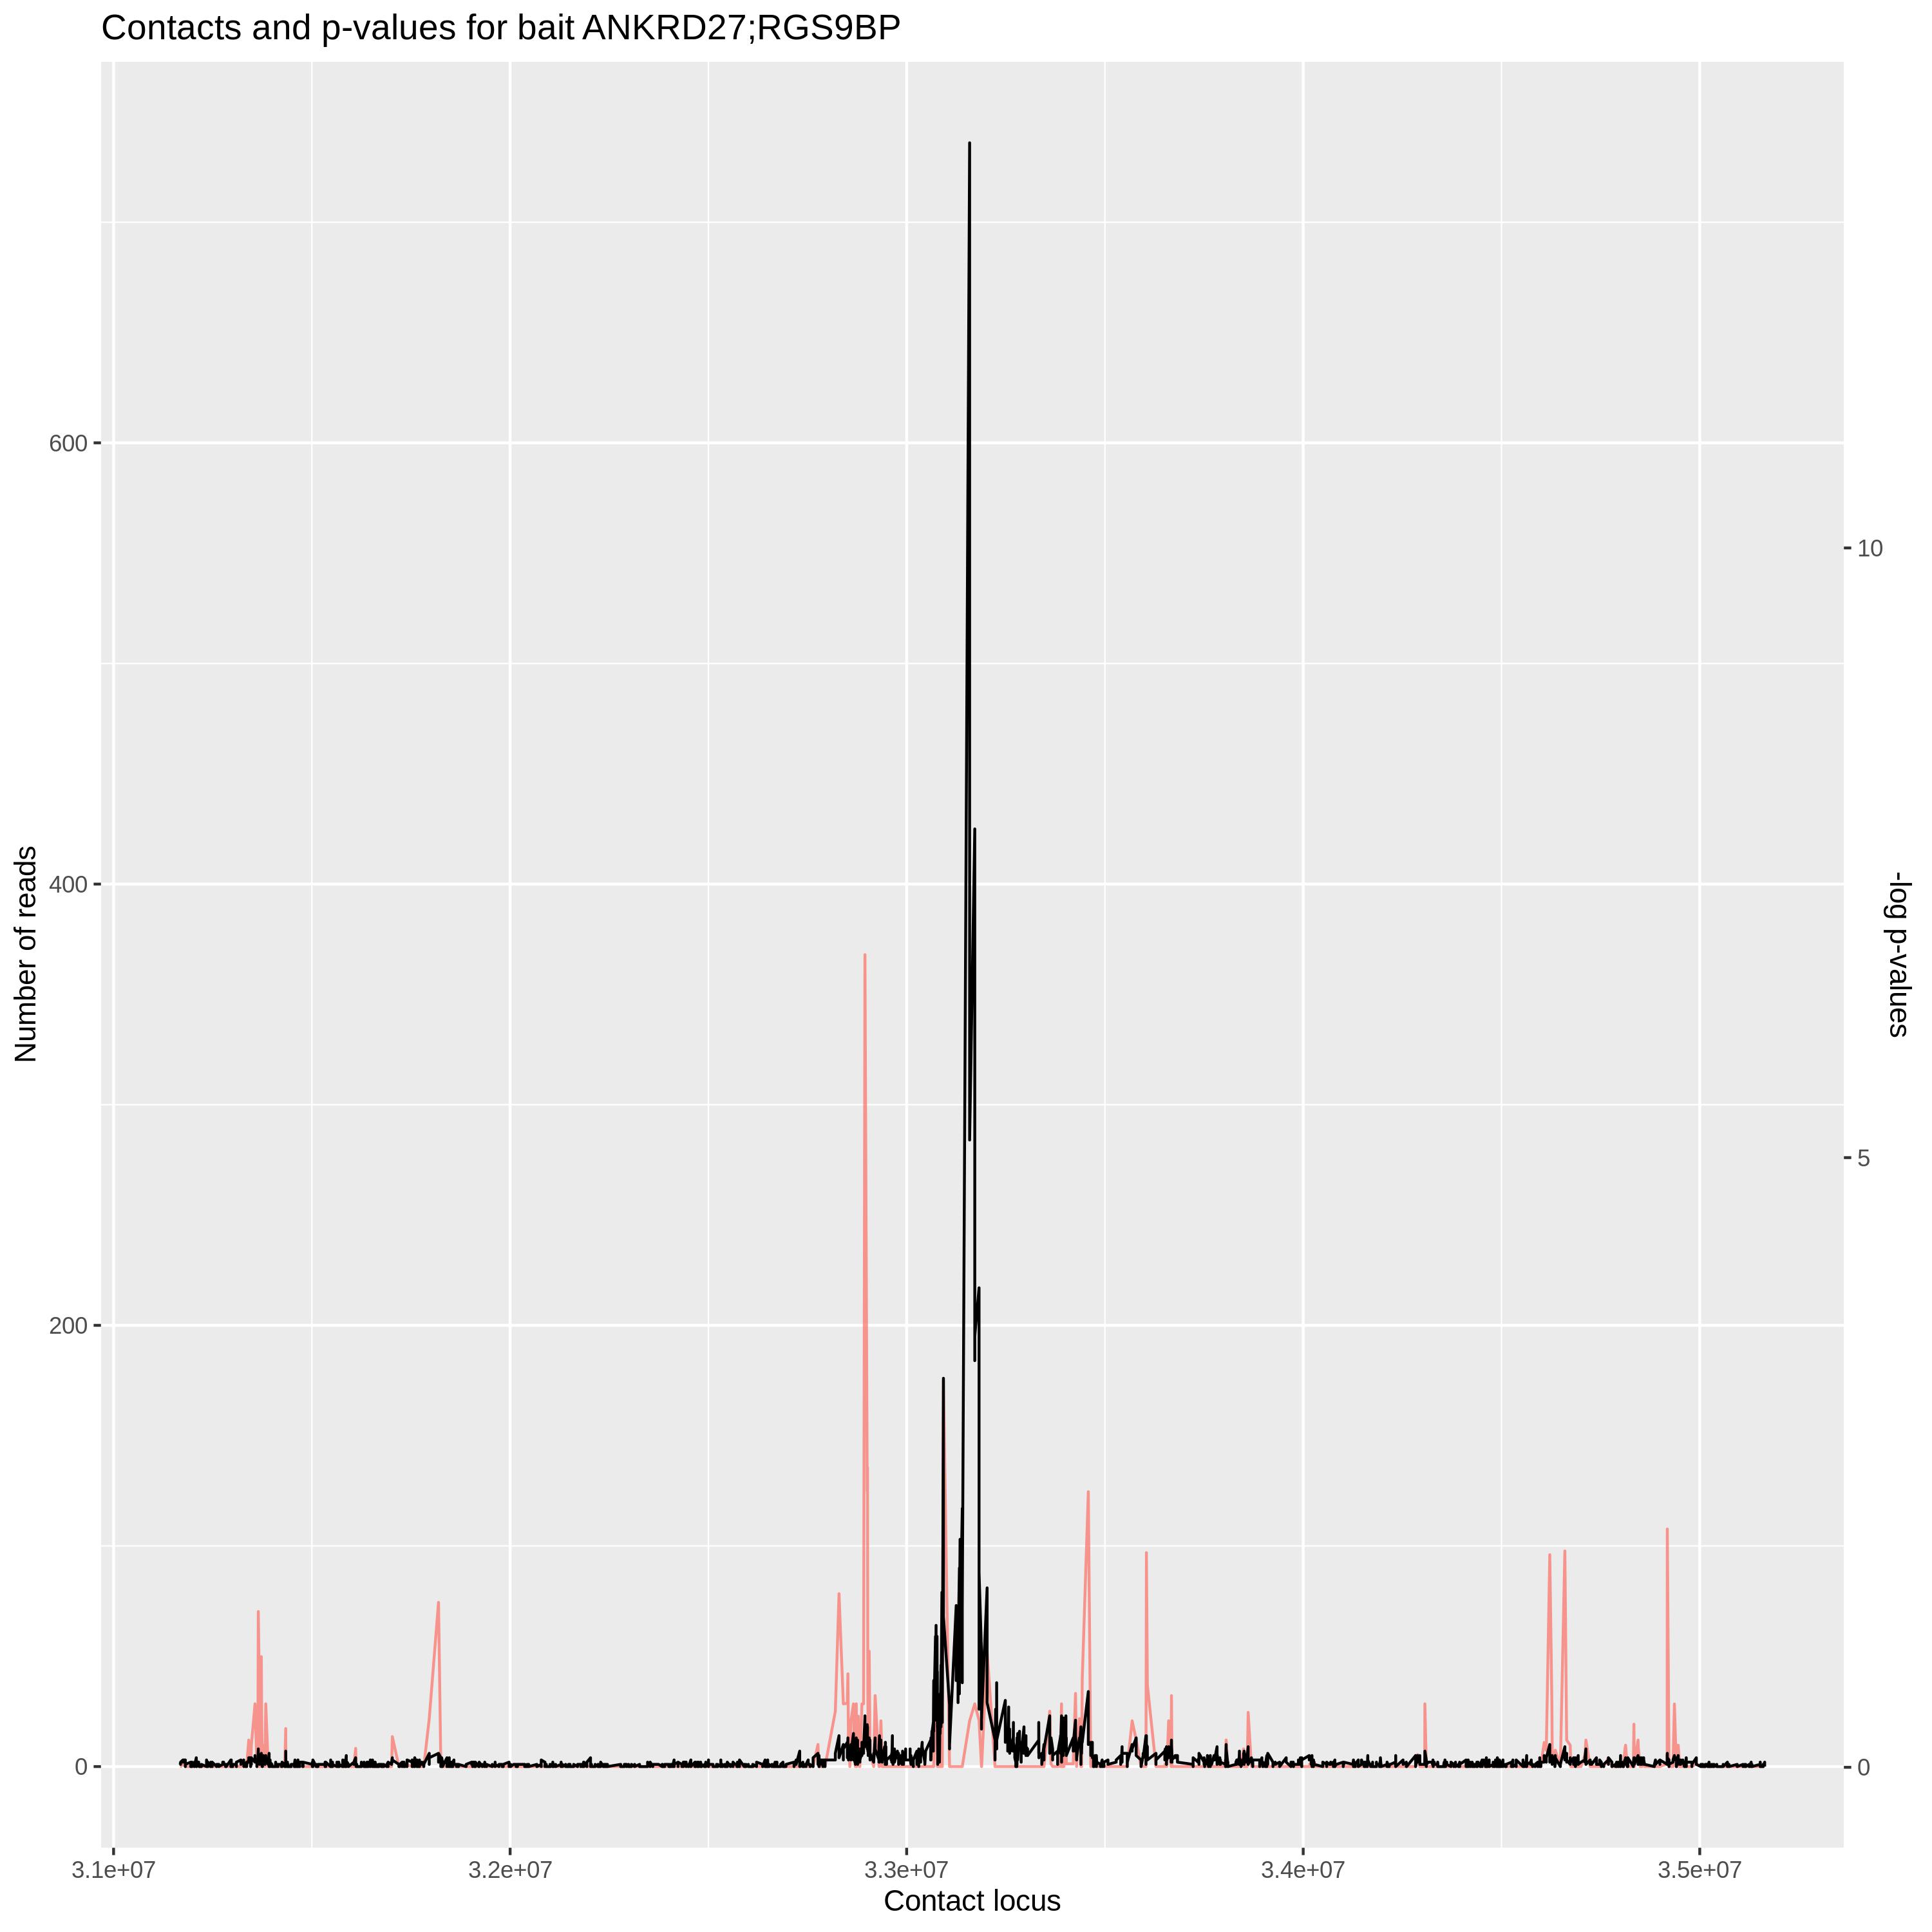 Contacts and p-values for bait ANKRD27;RGS9BP
Number of reads
600
400
200
0
10
5
0
-log p-values
3.1e+07
3.2e+07
3.3e+07
3.4e+07
3.5e+07
Contact locus